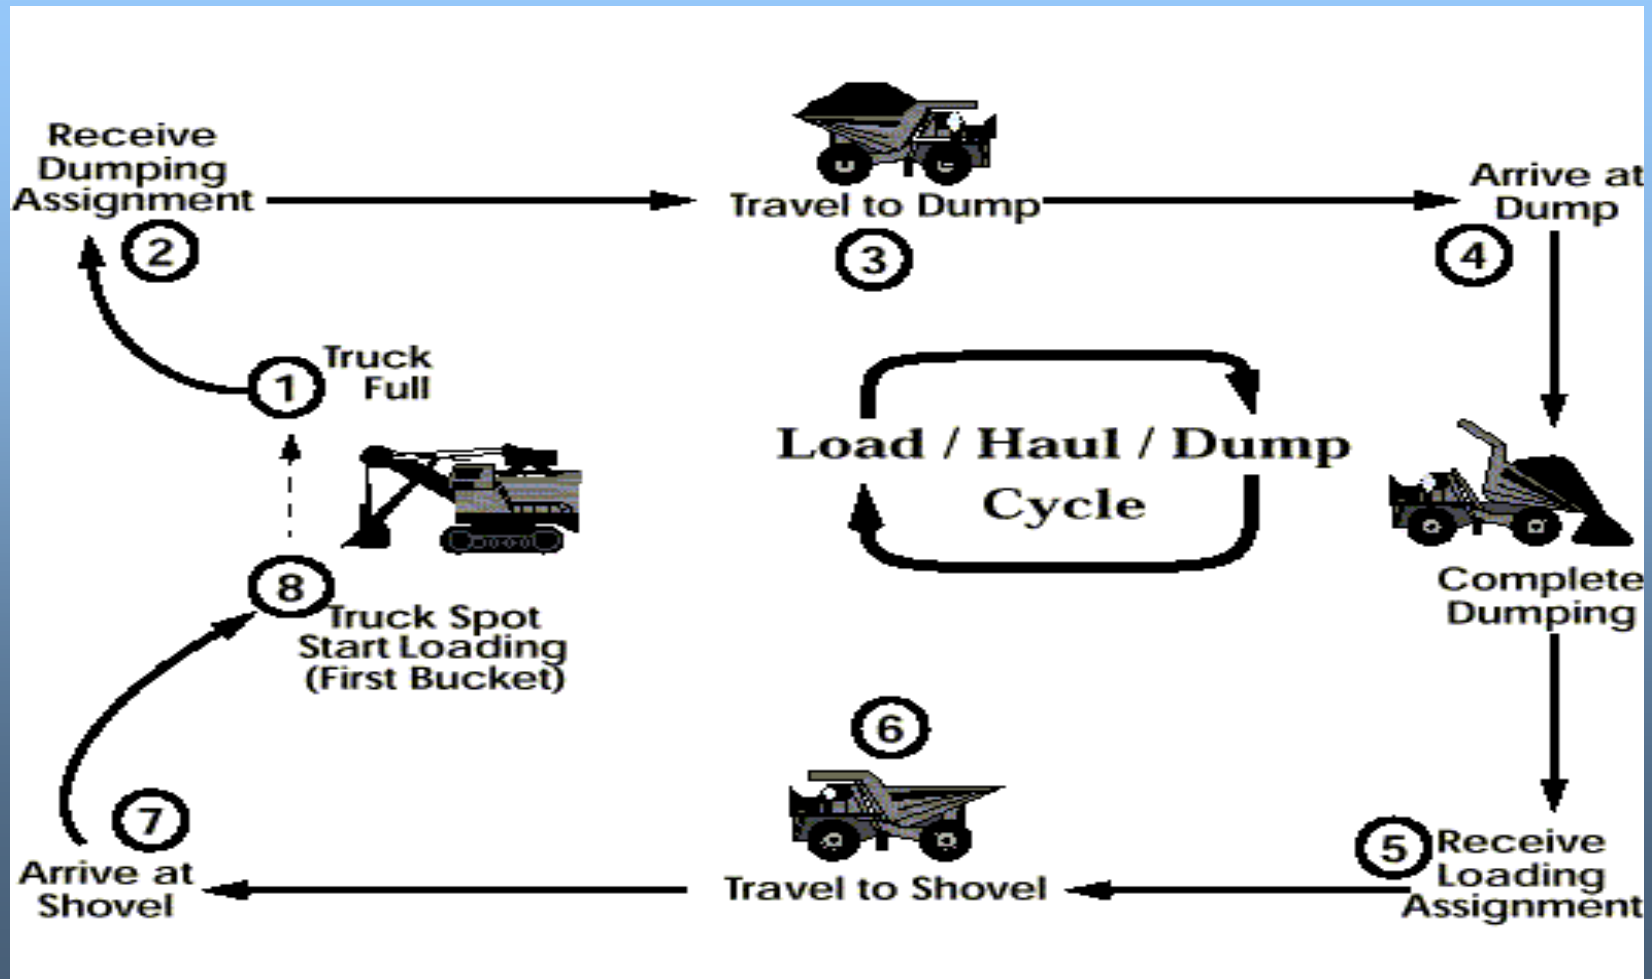 Receive
Dumping
Assignment
2
Travel to Dump
3
Arrive at
Dump
4
1
Truck
Full
Load / Haul / Dump
Cycle
Complete
Dumping
8
Truck Spot
Start Loading
(First Bucket)
6
Travel to Shovel
5
Receive
Loading
Assignment
7
Arrive at
Shovel